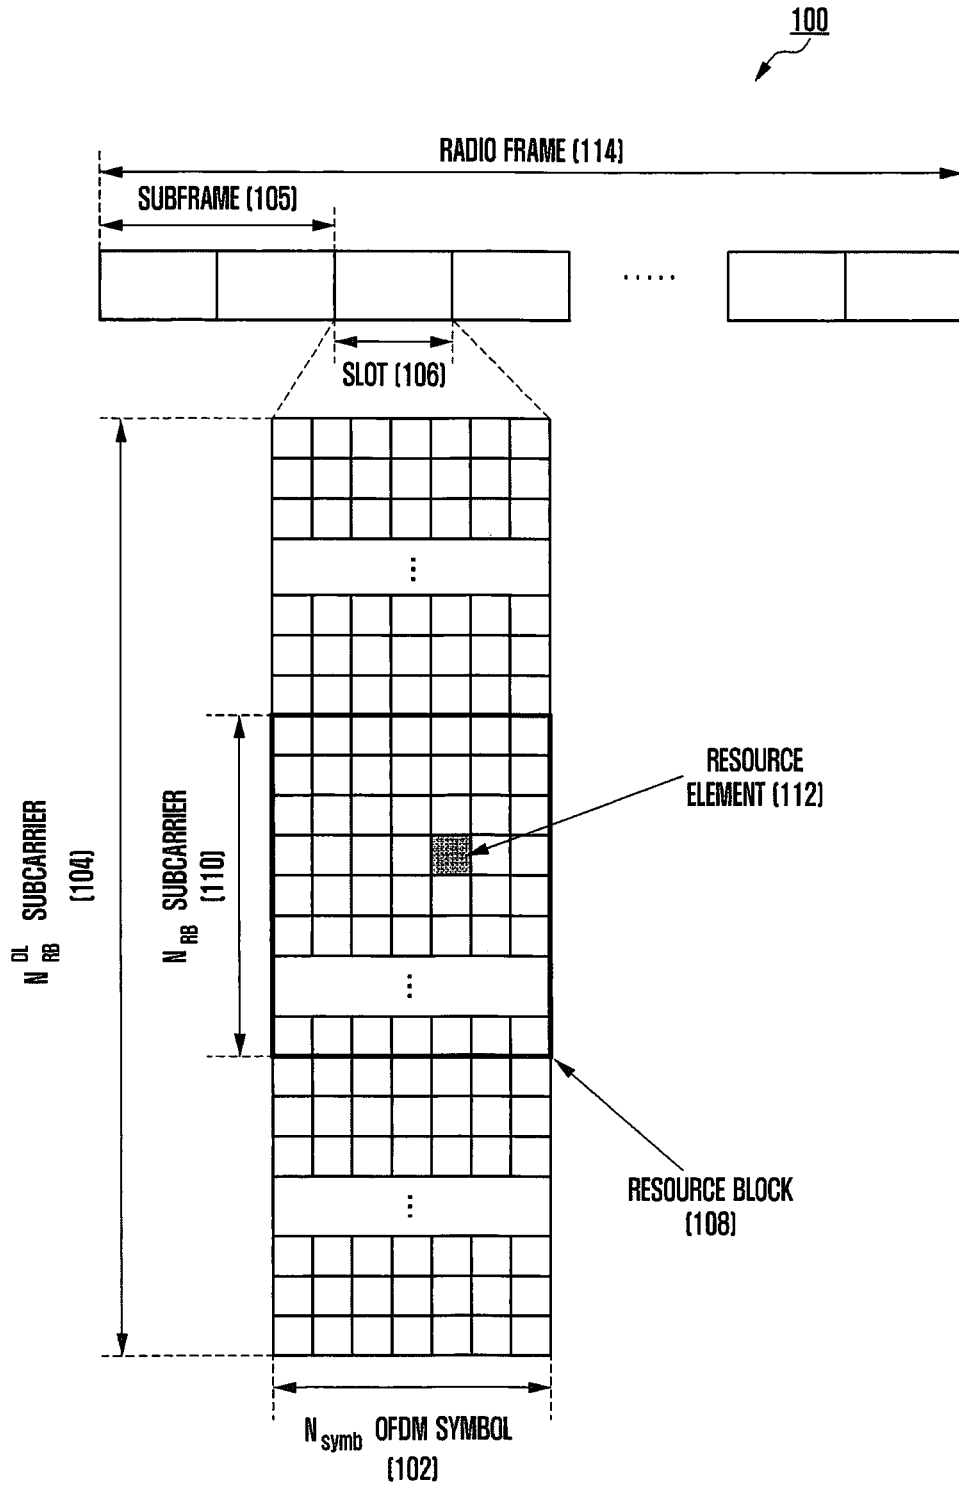 100
RADIO FRAME (114)
SUBFRAME (105)
.....
SLOT (106)
...
RESOURCE
ELEMENT (112)
N DL RB SUBCARRIER
(104)
N RB SUBCARRIER
(110)
...
RESOURCE BLOCK
(108)
...
N symb OFDM SYMBOL
(102)